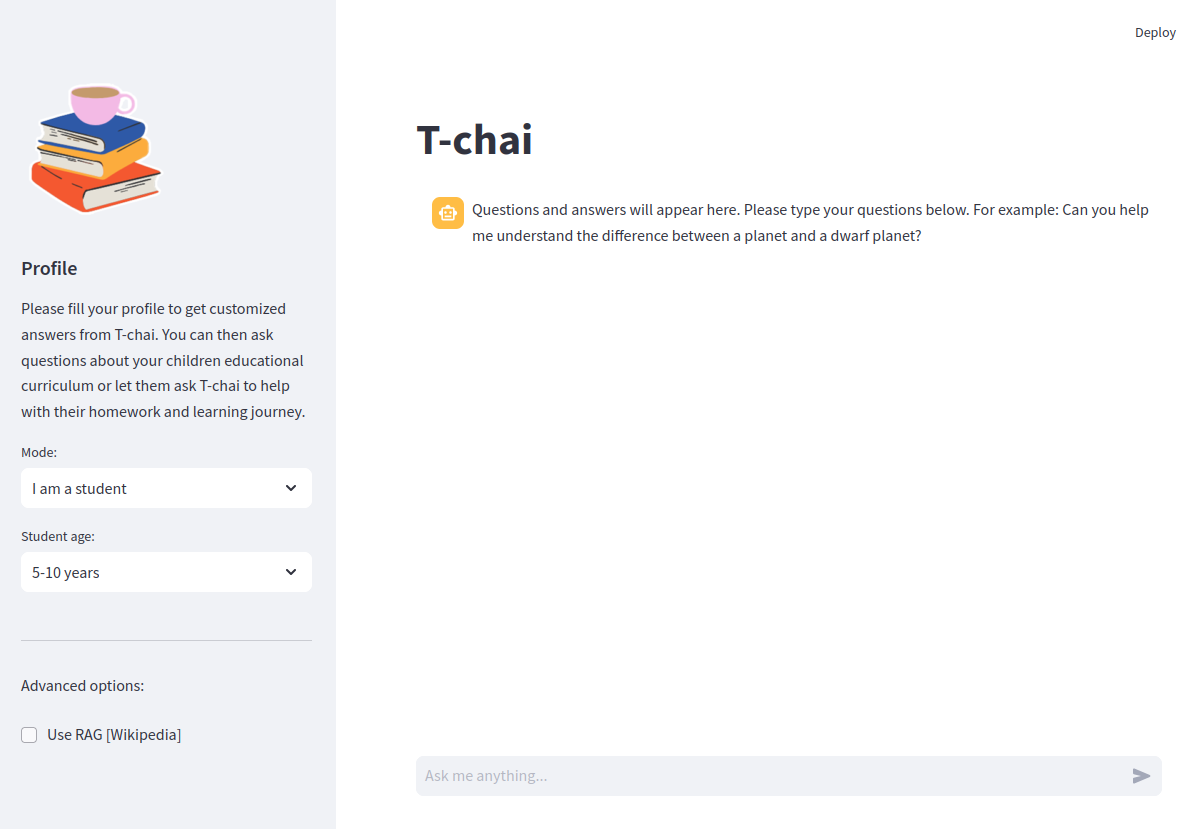 Deploy
T-chai
Questions and answers will appear here. Please type your questions below. For example: Can you help
me understand the difference between a planet and a dwarf planet?
Profile
Please fill your profile to get customized
answers from T-chai. You can then ask
questions about your children educational
curriculum or let them ask T-chai to help
with their homework and learning journey.
Mode:
I am a student
Student age:
5-10 years
Advanced options:
Use RAG [Wikipedia]
Ask me anything...